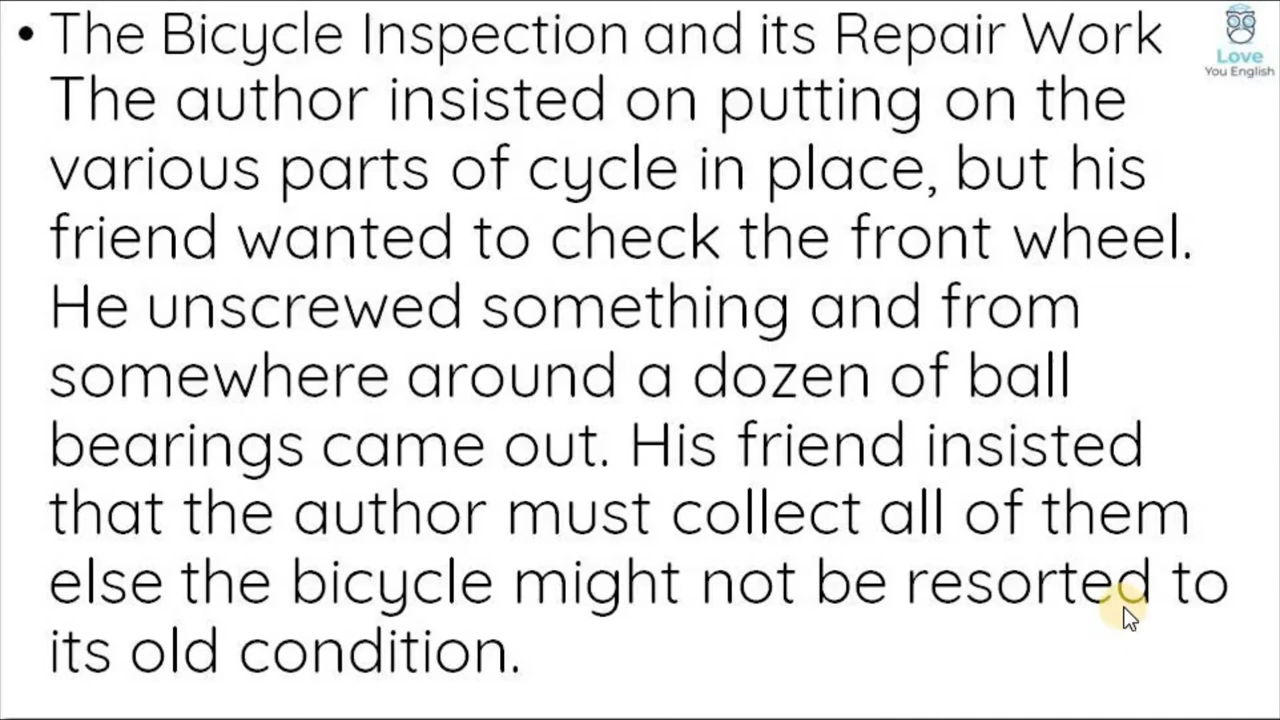 • The Bicycle Inspection and its Repair Work
The author insisted on putting on the
various parts of cycle in place, but his
friend wanted to check the front wheel.
He unscrewed something and from
somewhere around a dozen of ball
bearings came out. His friend insisted
that the author must collect all of them
else the bicycle might not be resorted to
its old condition.
Love
You English